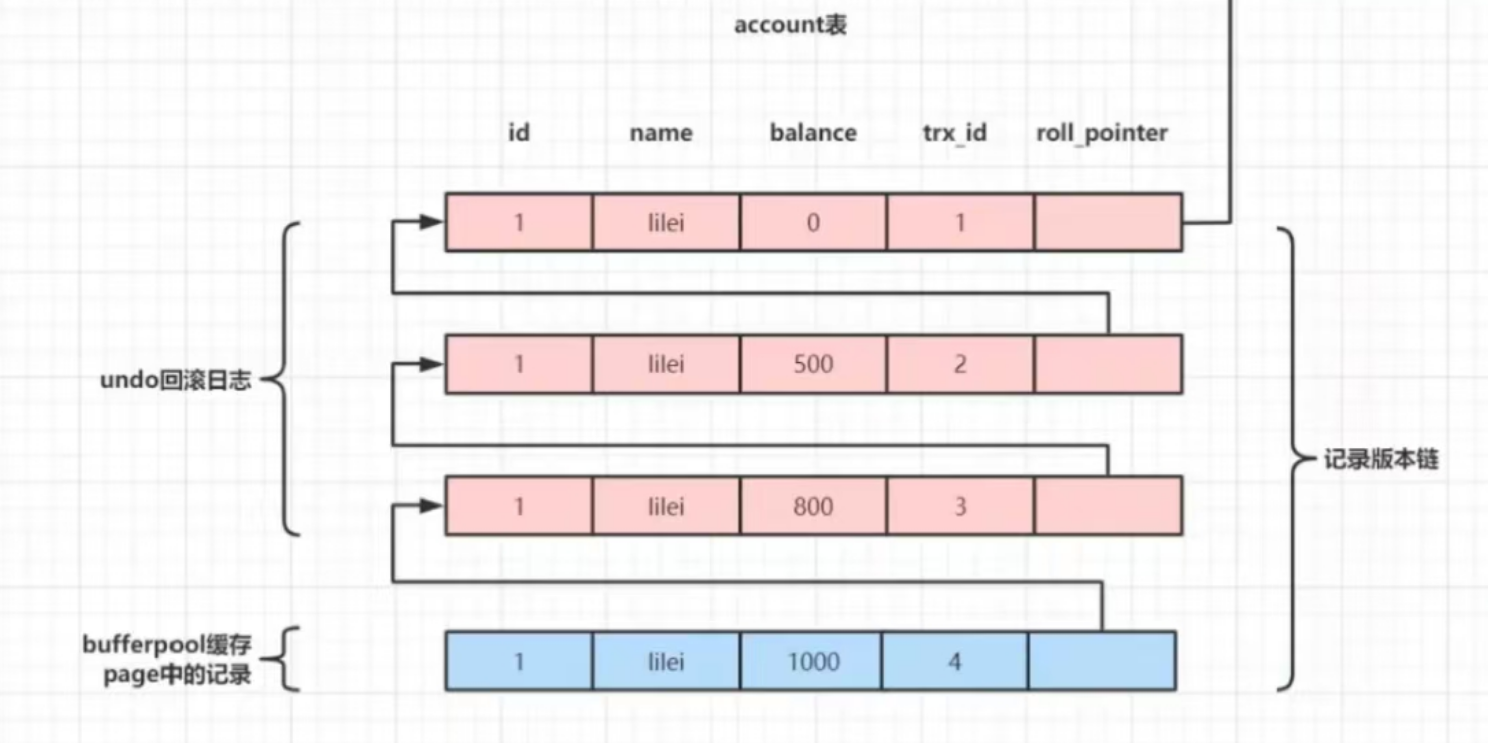 account表
id name balance trx_id roll_pointer
1 lilei 0 1
1 lilei 500 2
undo回滚日志
1 lilei 800 3
记录版本链
bufferpool缓存
page中的记录
1 lilei 1000 4